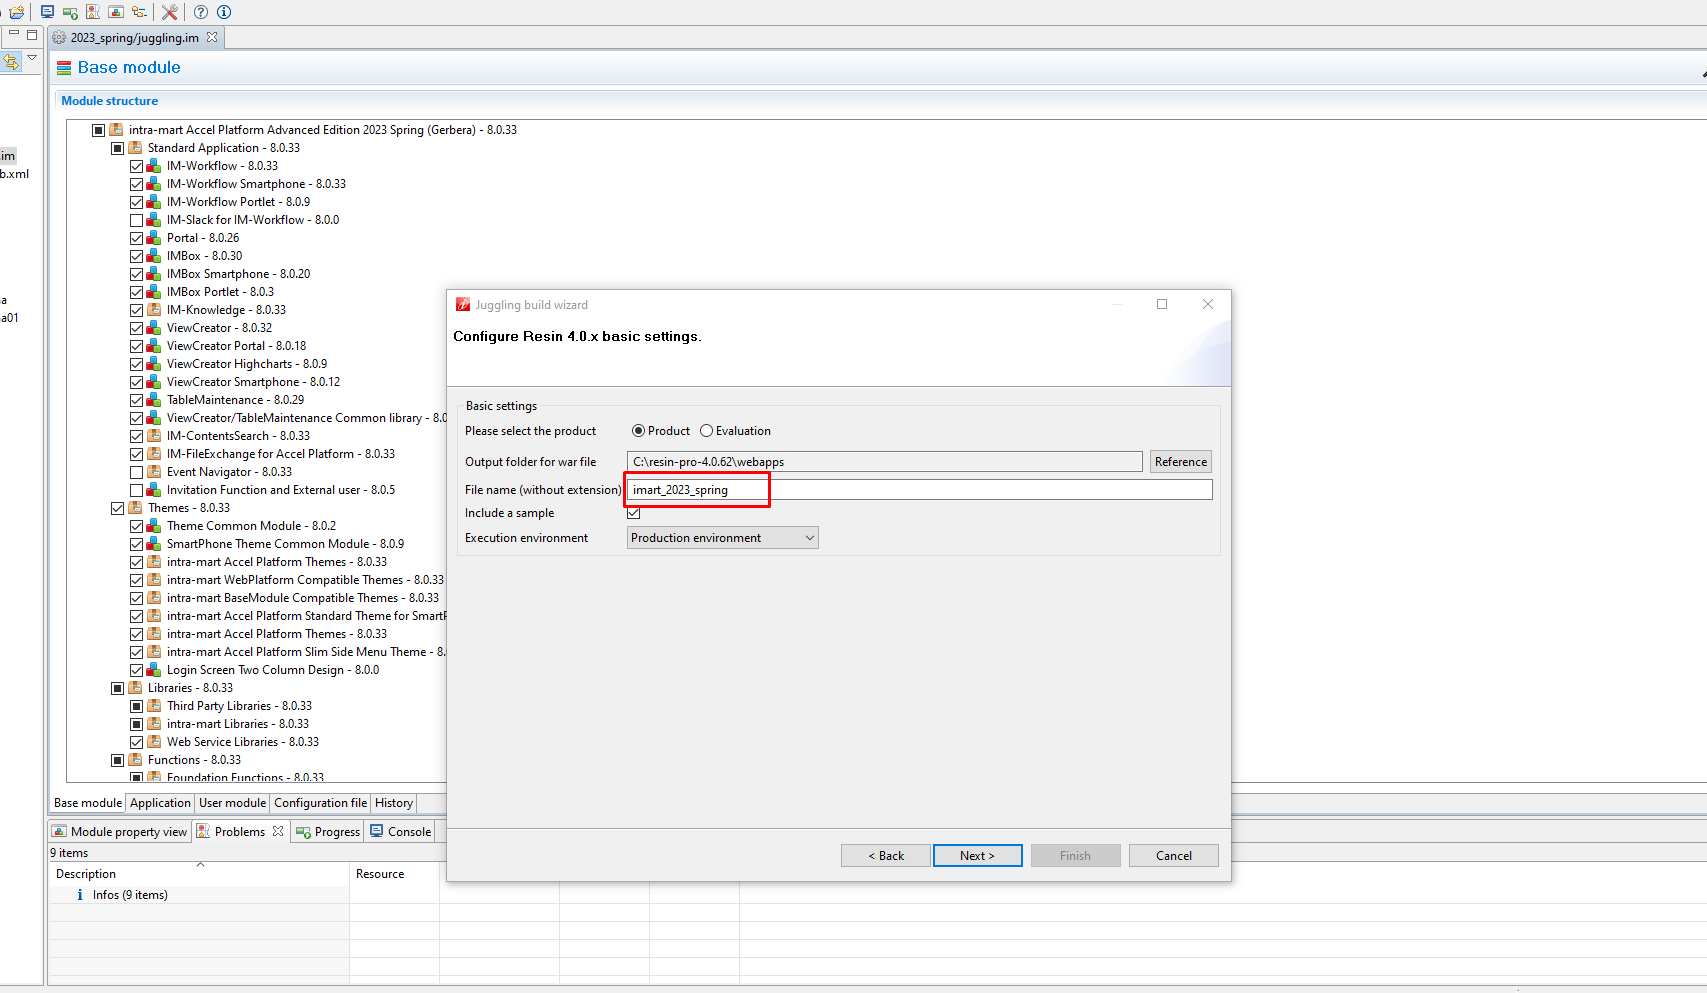 2023_spring/juggling.im
Base module
Module structure
im
b.xml
a
a01
intra-mart Accel Platform Advanced Edition 2023 Spring (Gerbera) - 8.0.33
Standard Application - 8.0.33
IM-Workflow - 8.0.33
IM-Workflow Smartphone - 8.0.33
IM-Workflow Portlet - 8.0.9
IM-Slack for IM-Workflow - 8.0.0
Portal - 8.0.26
IMBox - 8.0.30
IMBox Smartphone - 8.0.20
IMBox Portlet - 8.0.3
IM-Knowledge - 8.0.33
ViewCreator - 8.0.32
ViewCreator Portal - 8.0.18
ViewCreator Highcharts - 8.0.9
ViewCreator Smartphone - 8.0.12
TableMaintenance - 8.0.29
ViewCreator/TableMaintenance Common library - 8.0
IM-ContentsSearch - 8.0.33
IM-FileExchange for Accel Platform - 8.0.33
Event Navigator - 8.0.33
Invitation Function and External user - 8.0.5
Themes - 8.0.33
Theme Common Module - 8.0.2
SmartPhone Theme Common Module - 8.0.9
intra-mart Accel Platform Themes - 8.0.33
intra-mart WebPlatform Compatible Themes - 8.0.33
intra-mart BaseModule Compatible Themes - 8.0.33
intra-mart Accel Platform Standard Theme for SmartP
intra-mart Accel Platform Themes - 8.0.33
intra-mart Accel Platform Slim Side Menu Theme - 8.
Login Screen Two Column Design - 8.0.0
Libraries - 8.0.33
Third Party Libraries - 8.0.33
intra-mart Libraries - 8.0.33
Web Service Libraries - 8.0.33
Functions - 8.0.33
Foundation Functions - 8.0.33
Juggling build wizard
Configure Resin 4.0.x basic settings.
Basic settings
Please select the product Product Evaluation
Output folder for war file C:\resin-pro-4.0.62\webapps Reference
File name (without extension) imart_2023_spring
Include a sample
Execution environment Production environment
< Back Next > Finish Cancel
Base module Application User module Configuration file History
Module property view Problems Progress Console
9 items
Description Resource
Infos (9 items)